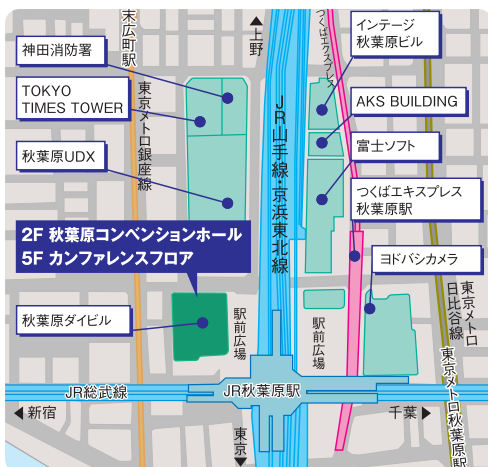 末広町駅
上野
つくばエクスプレス
インテージ
秋葉原ビル
神田消防署
TOKYO
TIMES TOWER
東京メトロ銀座線
JR山手線・京浜東北線
AKS BUILDING
秋葉原UDX
富士ソフト
つくばエキスプレス
秋葉原駅
2F 秋葉原コンベンションホール
5F カンファレンスフロア
ヨドバシカメラ
秋葉原ダイビル
駅前広場
駅前広場
東京メトロ
日比谷線
東京メトロ秋葉原駅
JR総武線
JR秋葉原駅
新宿
千葉
東京